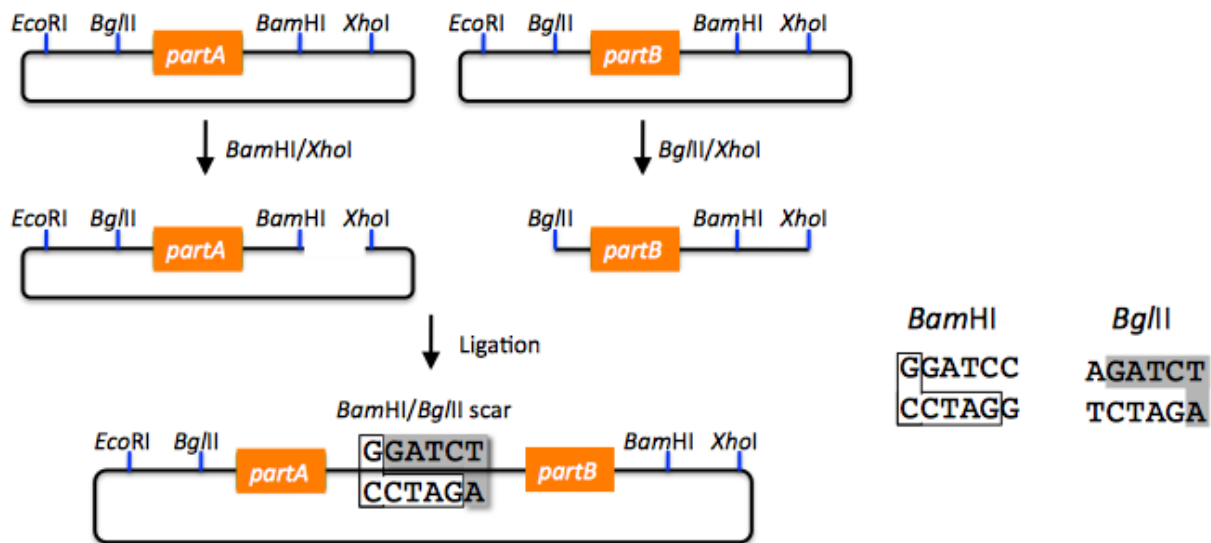 EcoRI BglII BamHI XhoI
partA
EcoRI BglII BamHI XhoI
partB
BamHI/XhoI
BglII/XhoI
EcoRI BglII BamHI XhoI
partA
BglII BamHI XhoI
partB
Ligation
BamHI BglII
GGATCC AGATCT
CCTAGG TCTAGA
BamHI/BglII scar
EcoRI BglII BamHI XhoI
GGATCT
partA partB
CCTAGA